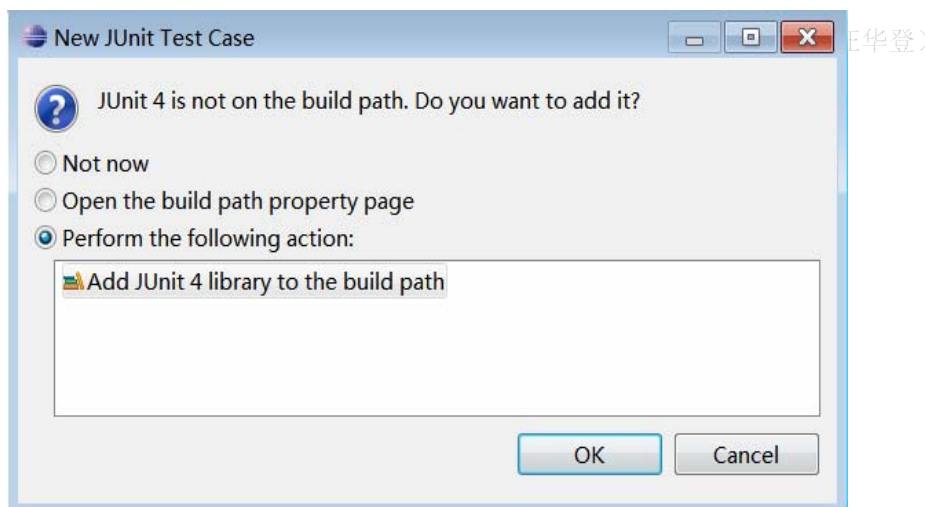 New JUnit Test Case
JUnit 4 is not on the build path. Do you want to add it?
Not now
Open the build path property page
Perform the following action:
Add JUnit 4 library to the build path
OK
Cancel